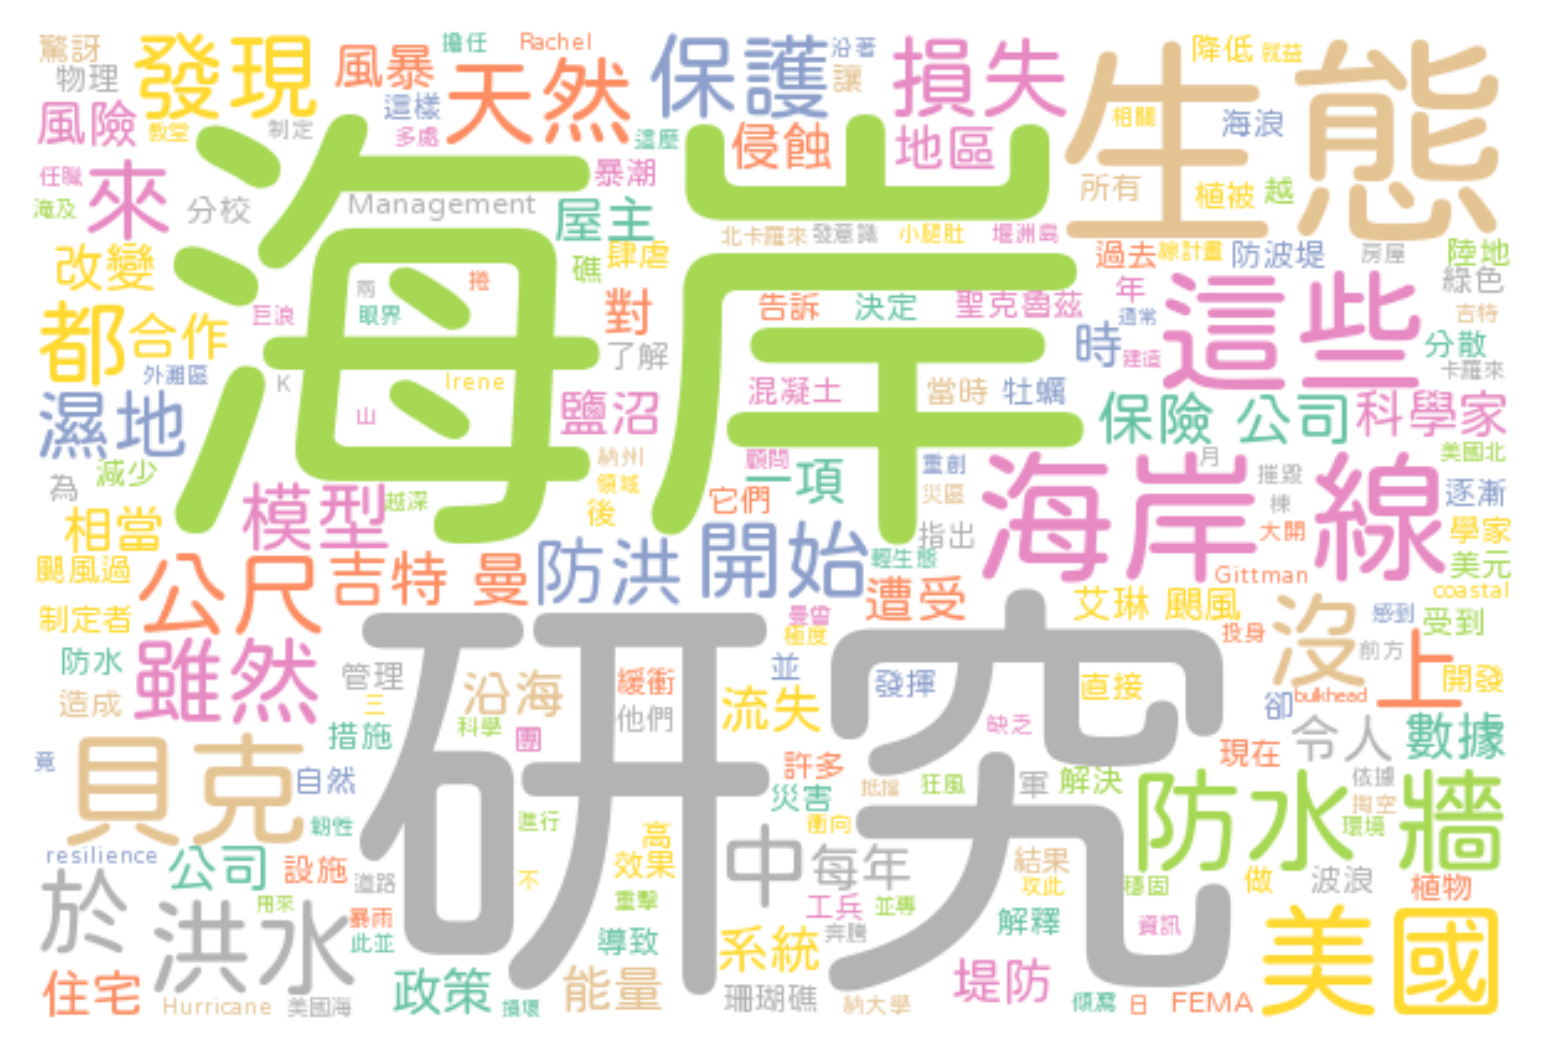 驚訝 發現 風暴 擔任 Rachel 保護 沿著 損失 降低 就益
物理 這樣 天然 讓 生態 相關 海浪
風險 教堂 制定 多處 這麼 侵蝕 地區
任職 來 暴潮 所有 植被 越
淹及 分校 Management 屋主 北卡羅來 發意識 小腿肚 堰洲島
改變 海岸 礁 肆虐 過去 線計畫 防波堤 房屋 陸地
兩 捲 年 綠色
都 合作 巨浪 眼界 對 告訴 決定 聖克魯茲 時 通常 這些 吉特
外灘區 K Irene 了解 建造 分散 卡羅來
濕地 山 鹽沼 混凝土 當時 牡蠣 保險 公司 科學家
為 減少 納州 領域 顧問 一項 重創 月 摧毀 美國北
相當 模型 越深 後 它們 災區 海岸 線 棟 逐漸
指出 大開 學家
颶風過 公尺 吉特 曼 防洪 開始 輕生態 Gittman 美元
制定者 曼曾 遭受 艾琳 颶風 沒 coastal
防水 雖然 研究 極度 投身 感到 受到
管理 沿海 緩衝 並 發揮 直接 前方 上 開發
造成 三 他們 流失 卻 bulkhead
措施 科學 團 缺乏 令人 數據
竟 貝克 自然 許多 現在
災害 抵擋 狂風 軍 解決 防水 牆 依據
韌性 進行 高 衝向 掏空
resilience 公司 設施 道路 不 效果 中 每年 結果 攻此 穩固 環境 做 波浪 植物
於 洪水 用來 暴雨 重擊 工兵 並專 資訊
此並 導致 系統 奔騰 解釋 美國
住宅 Hurricane 美國海 政策 損壞 能量 珊瑚礁 納大學 堤防 傾瀉 日 FEMA